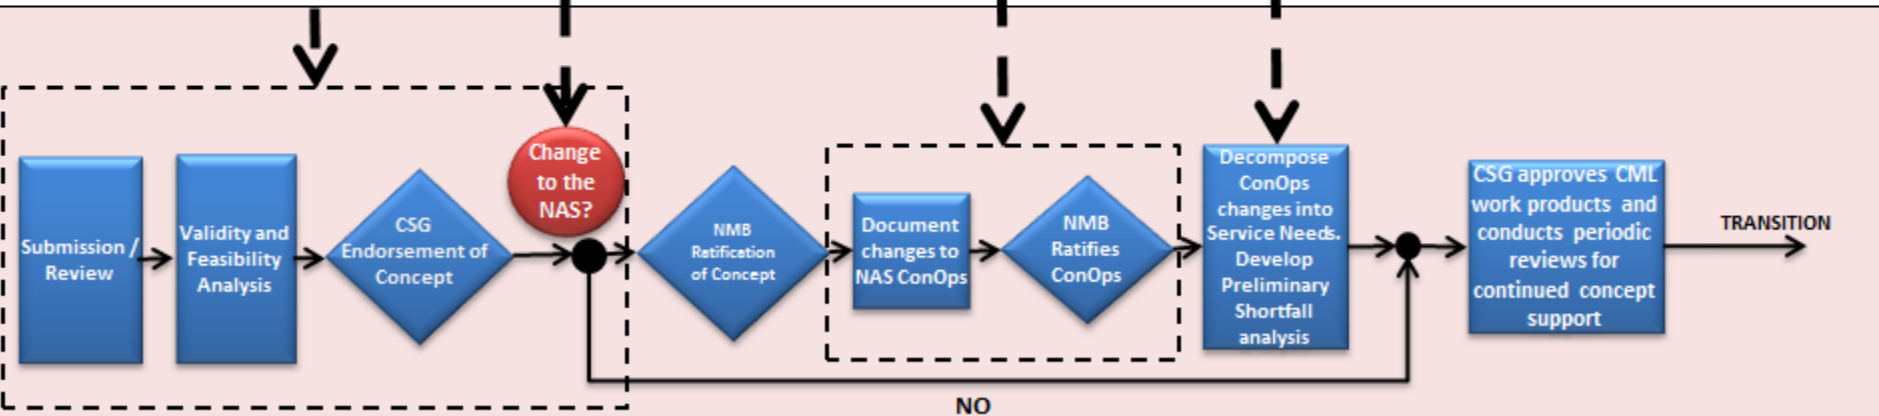 Submission /
Review
Validity and
Feasibility
Analysis
CSG
Endorsement of
Concept
Change
to the
NAS?
NMB
Ratification
of Concept
Document
changes to
NAS ConOps
NMB
Ratifies
ConOps
Decompose
ConOps
changes into
Service Needs.
Develop
Preliminary
Shortfall
analysis
CSG approves CML
work products and
conducts periodic
reviews for
continued concept
support
TRANSITION
NO